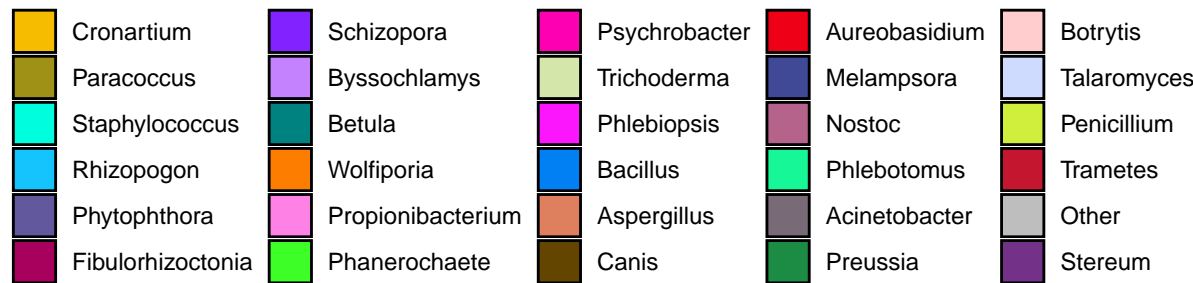 Cronartium Schizopora Psychrobacter Aureobasidium Botrytis
Paracoccus Byssochlamys Trichoderma Melampsora Talaromyces
Staphylococcus Betula Phlebiopsis Nostoc Penicillium
Rhizopogon Wolfiporia Bacillus Phlebotomus Trametes
Phytophthora Propionibacterium Aspergillus Acinetobacter Other
Fibulorhizoctonia Phanerochaete Canis Preussia Stereum